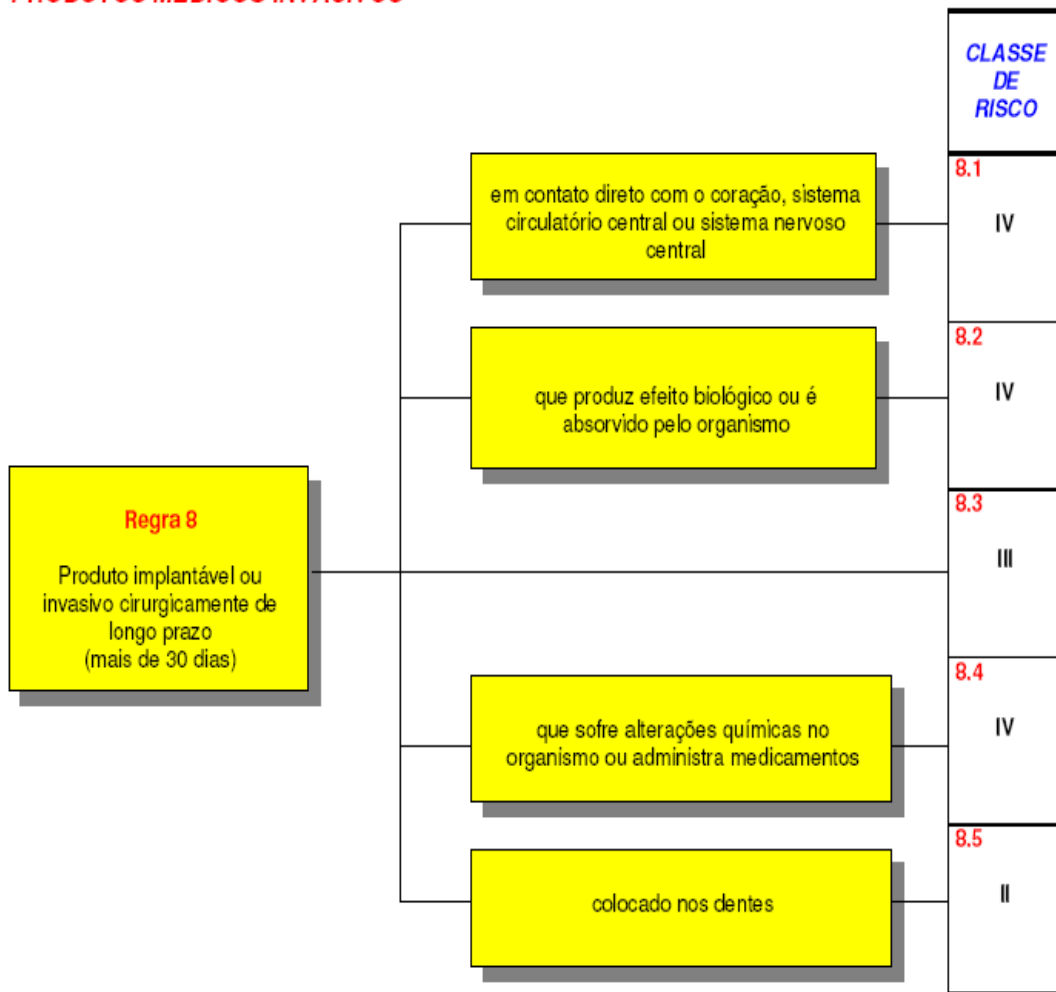 CLASSE
DE
RISCO
8.1
em contato direto com o coração, sistema
circulatório central ou sistema nervoso
central
IV
8.2
que produz efeito biológico ou é
absorvido pelo organismo
IV
Regra 8
Produto implantável ou
invasivo cirurgicamente de
longo prazo
(mais de 30 dias)
8.3
III
8.4
que sofre alterações químicas no
organismo ou administra medicamentos
IV
8.5
colocado nos dentes
II